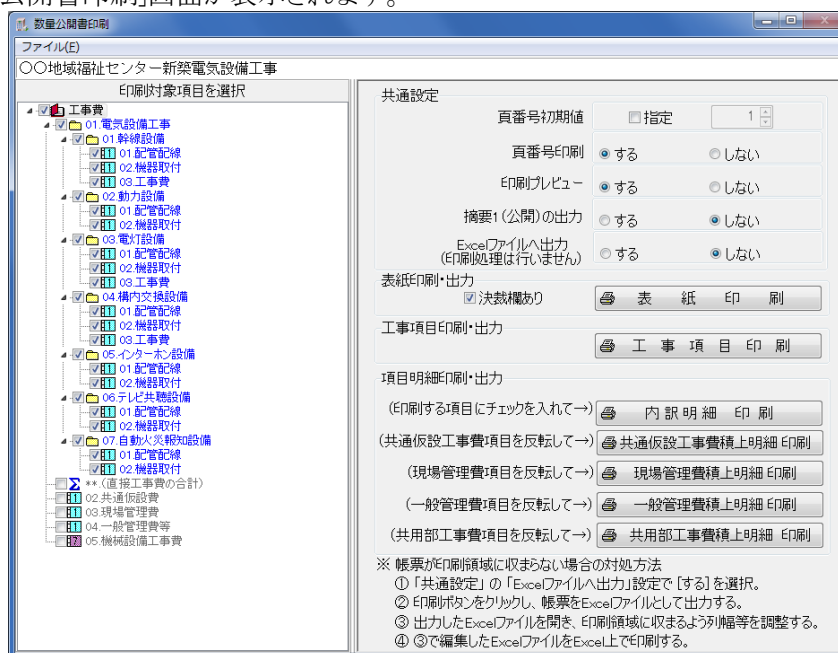 公開書印刷」画面が表示されます。
数量公開書印刷
ファイル(F)
〇〇地域福祉センター新築電気設備工事
印刷対象項目を選択
工事費
01.電気設備工事
01.幹線設備
01.配管配線
02.機器取付
03.工事費
02.動力設備
01.配管配線
02.機器取付
03.電灯設備
01.配管配線
02.機器取付
03.工事費
04.構内交換設備
01.配管配線
02.機器取付
03.工事費
05.インターホン設備
01.配管配線
02.機器取付
06.テレビ共聴設備
01.配管配線
02.機器取付
07.自動火災報知設備
01.配管配線
02.機器取付
**.(直接工事費の合計)
02.共通仮設費
03.現場管理費
04.一般管理費等
05.機械設備工事費
共通設定
頁番号初期値 指定 1
頁番号印刷 する しない
印刷プレビュー する しない
摘要1(公開)の出力 する しない
Excelファイルへ出力
(印刷処理は行いません) する しない
表紙印刷・出力
決裁欄あり 表紙印刷
工事項目印刷・出力
工事項目印刷
項目明細印刷・出力
(印刷する項目にチェックを入れて→) 内訳明細 印刷
(共通仮設工事費項目を反転して→) 共通仮設工事費積上明細 印刷
(現場管理費項目を反転して→) 現場管理費積上明細 印刷
(一般管理費項目を反転して→) 一般管理費積上明細 印刷
(共用部工事費項目を反転して→) 共用部工事費積上明細 印刷
※ 帳票が印刷領域に収まらない場合の対処方法
①「共通設定」の「Excelファイルへ出力」設定で[する]を選択。
② 印刷ボタンをクリックし、帳票をExcelファイルとして出力する。
③ 出力したExcelファイルを開き、印刷領域に収まるよう列幅等を調整する。
④ ③で編集したExcelファイルをExcel上で印刷する。